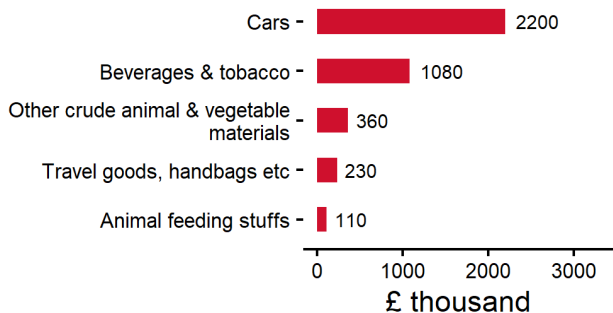 Cars
2200
Beverages & tobacco
1080
Other crude animal & vegetable
materials
360
Travel goods, handbags etc
230
Animal feeding stuffs
110
0 1000 2000 3000
£ thousand